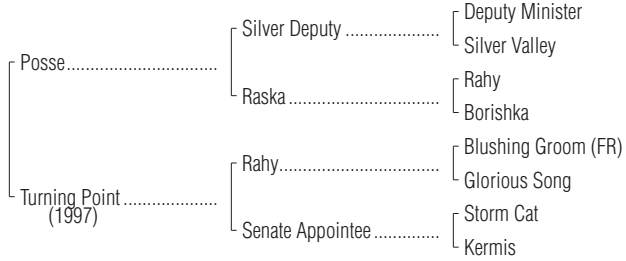 Deputy Minister
Silver Deputy
Silver Valley
Posse
Rahy
Raska
Borishka
Blushing Groom (FR)
Rahy
Glorious Song
Turning Point
(1997)
Storm Cat
Senate Appointee
Kermis